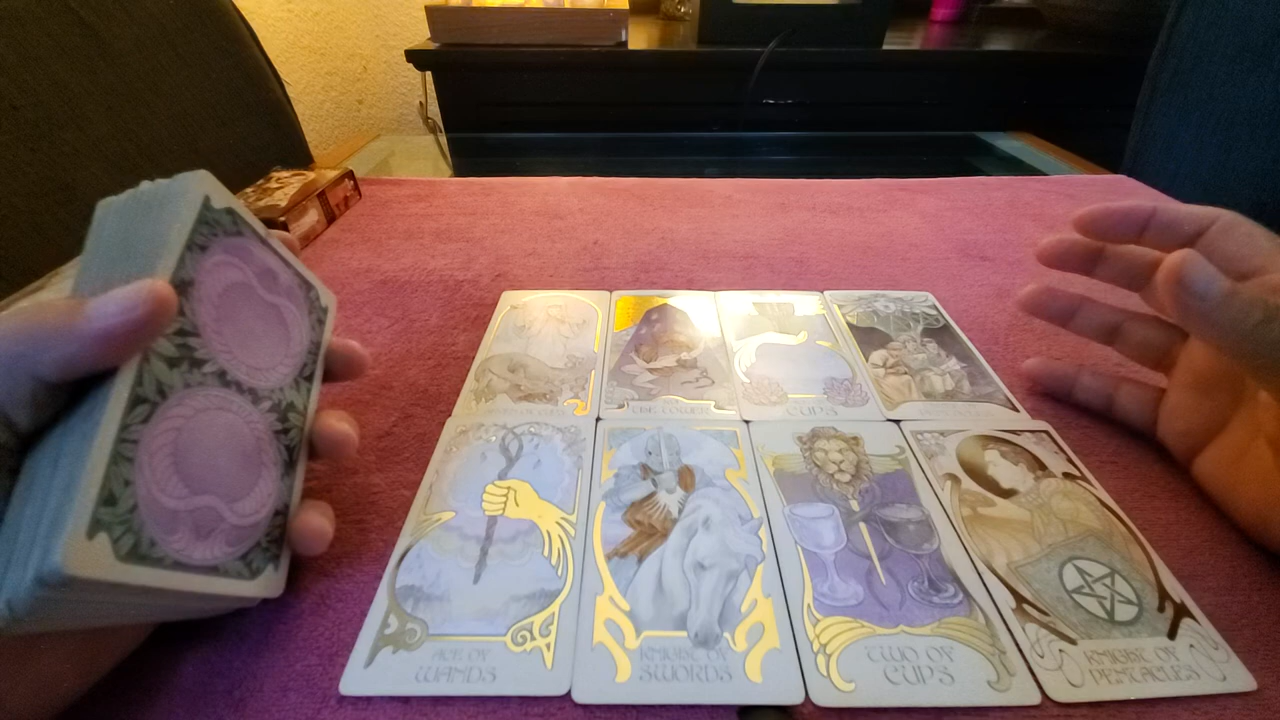 THE TOWER
CUPS
ACE OF
WANDS
KNIGHT OF
SWORDS
TWO OF
CUPS
KNIGHT OF
PENTACLES